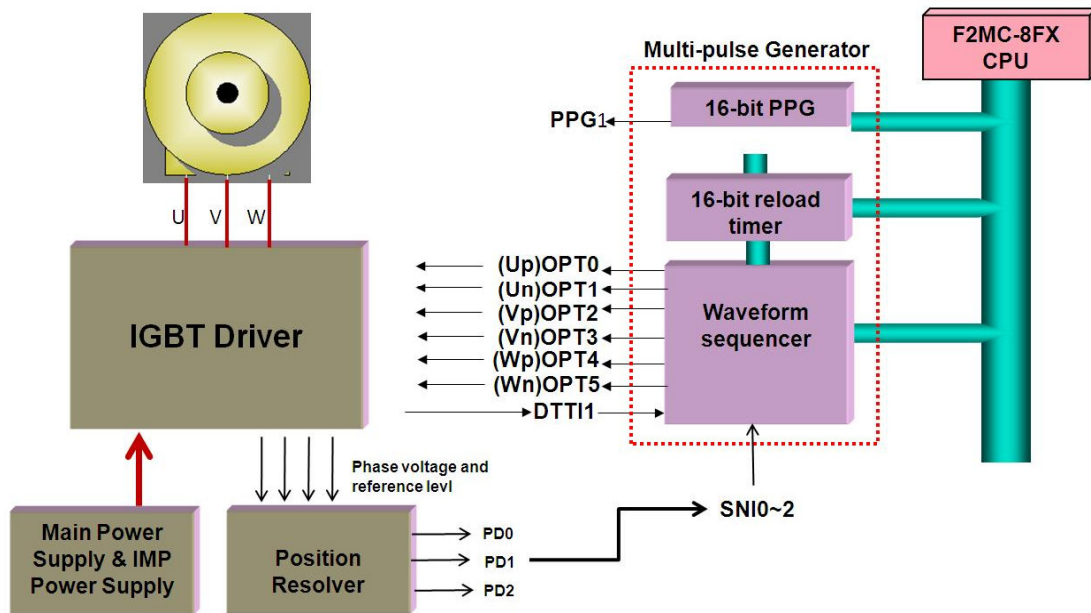 F2MC-8FX
CPU
Multi-pulse Generator
16-bit PPG
PPG1
16-bit reload
timer
U V W
(Up)OPT0
(Un)OPT1
(Vp)OPT2
(Vn)OPT3
(Wp)OPT4
(Wn)OPT5
DTTI1
Waveform
sequencer
IGBT Driver
Phase voltage and
reference levl
SNI0~2
Main Power
Supply & IMP
Power Supply
Position
Resolver
PD0
PD1
PD2